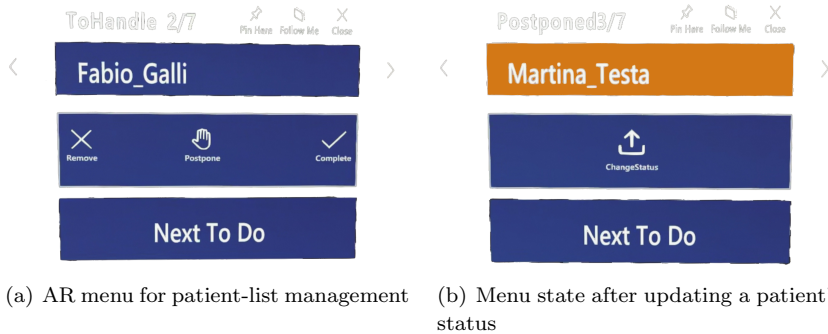 ToHandle 2/7
Pin Here Follow Me Close
Fabio_Galli
Remove Postpone Complete
Next To Do
(a) AR menu for patient-list management
Postponed3/7
Pin Here Follow Me Close
Martina_Testa
ChangeStatus
Next To Do
(b) Menu state after updating a patient
status